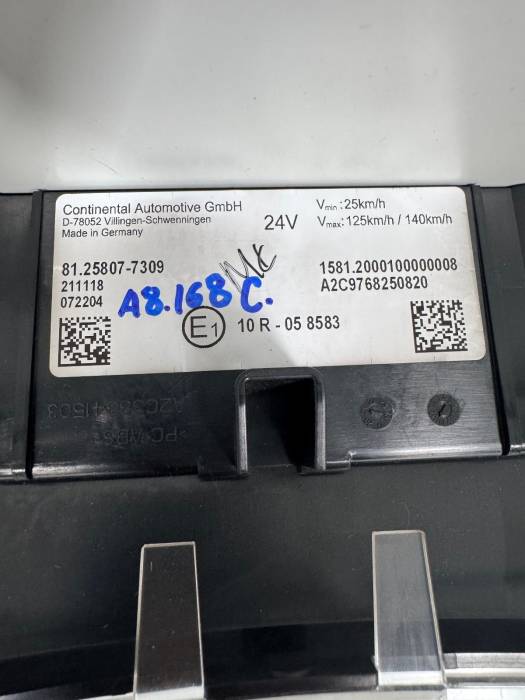 Continental Automotive GmbH
D-78052 Villingen-Schwenningen
Made in Germany
24V
Vmin :25km/h
Vmax: 125km/h / 140km/h
81.25807-7309
211118
072204
A8.168C.
1581.2000100000008
A2C9768250820
E1
10 R - 05 8583